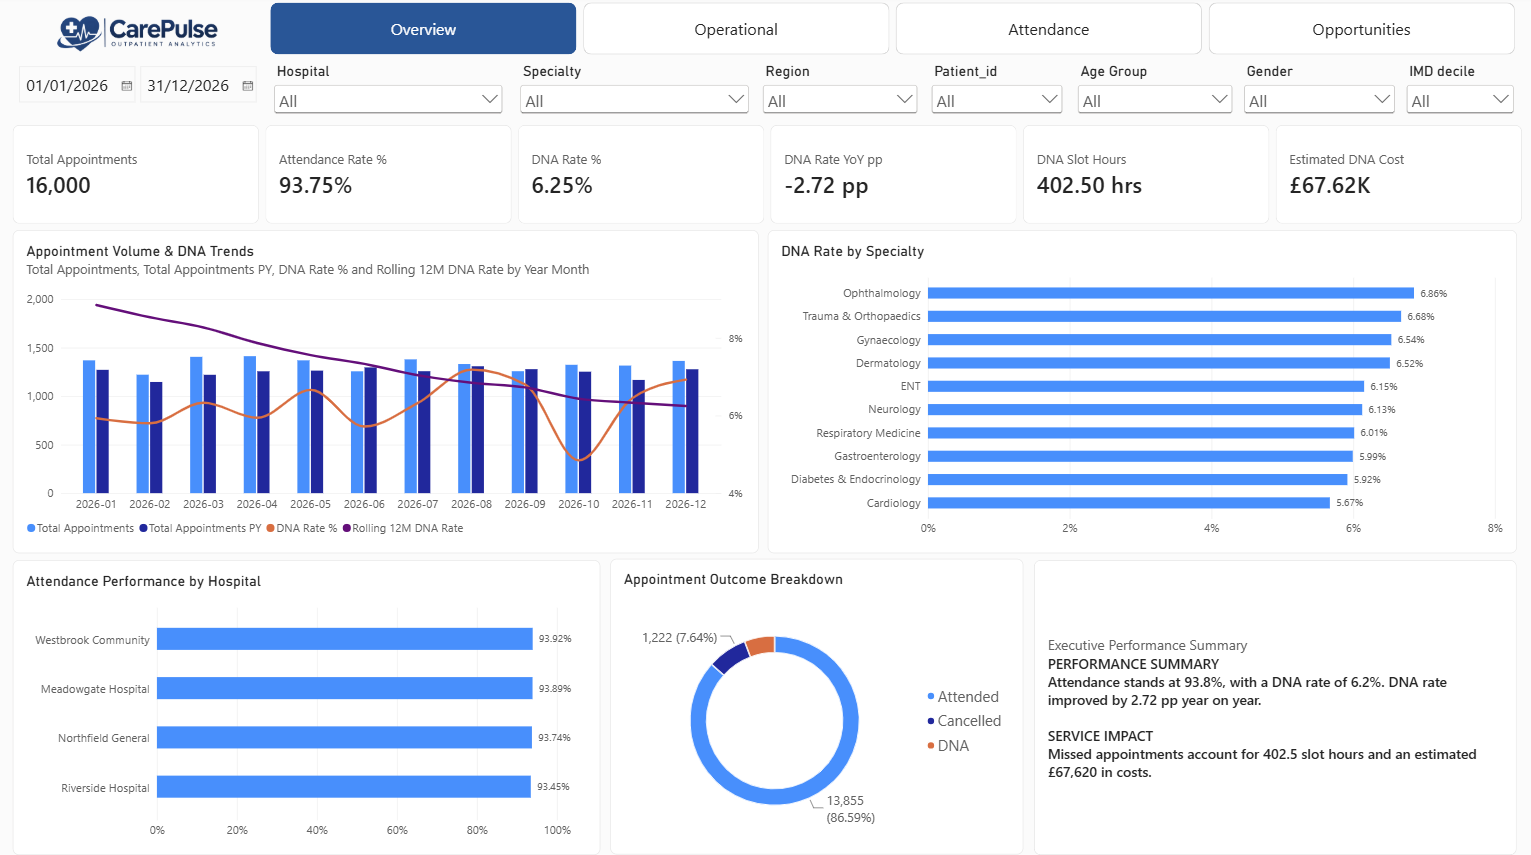 CarePulse
OUTPATIENT ANALYTICS
Overview
Operational
Attendance
Opportunities
01/01/2026
31/12/2026
Hospital
All
Specialty
All
Region
All
Patient_id
All
Age Group
All
Gender
All
IMD decile
All
Total Appointments
16,000
Attendance Rate %
93.75%
DNA Rate %
6.25%
DNA Rate YoY pp
-2.72 pp
DNA Slot Hours
402.50 hrs
Estimated DNA Cost
£67.62K
Appointment Volume & DNA Trends
Total Appointments, Total Appointments PY, DNA Rate % and Rolling 12M DNA Rate by Year Month
2,000
1,500
1,000
500
0
8%
6%
4%
2026-01 2026-02 2026-03 2026-04 2026-05 2026-06 2026-07 2026-08 2026-09 2026-10 2026-11 2026-12
Total Appointments Total Appointments PY DNA Rate % Rolling 12M DNA Rate
DNA Rate by Specialty
Ophthalmology 6.86%
Trauma & Orthopaedics 6.68%
Gynaecology 6.54%
Dermatology 6.52%
ENT 6.15%
Neurology 6.13%
Respiratory Medicine 6.01%
Gastroenterology 5.99%
Diabetes & Endocrinology 5.92%
Cardiology 5.67%
0% 2% 4% 6% 8%
Attendance Performance by Hospital
Westbrook Community 93.92%
Meadowgate Hospital 93.89%
Northfield General 93.74%
Riverside Hospital 93.45%
0% 20% 40% 60% 80% 100%
Appointment Outcome Breakdown
1,222 (7.64%)
13,855
(86.59%)
Attended
Cancelled
DNA
Executive Performance Summary
PERFORMANCE SUMMARY
Attendance stands at 93.8%, with a DNA rate of 6.2%. DNA rate
improved by 2.72 pp year on year.
SERVICE IMPACT
Missed appointments account for 402.5 slot hours and an estimated
£67,620 in costs.